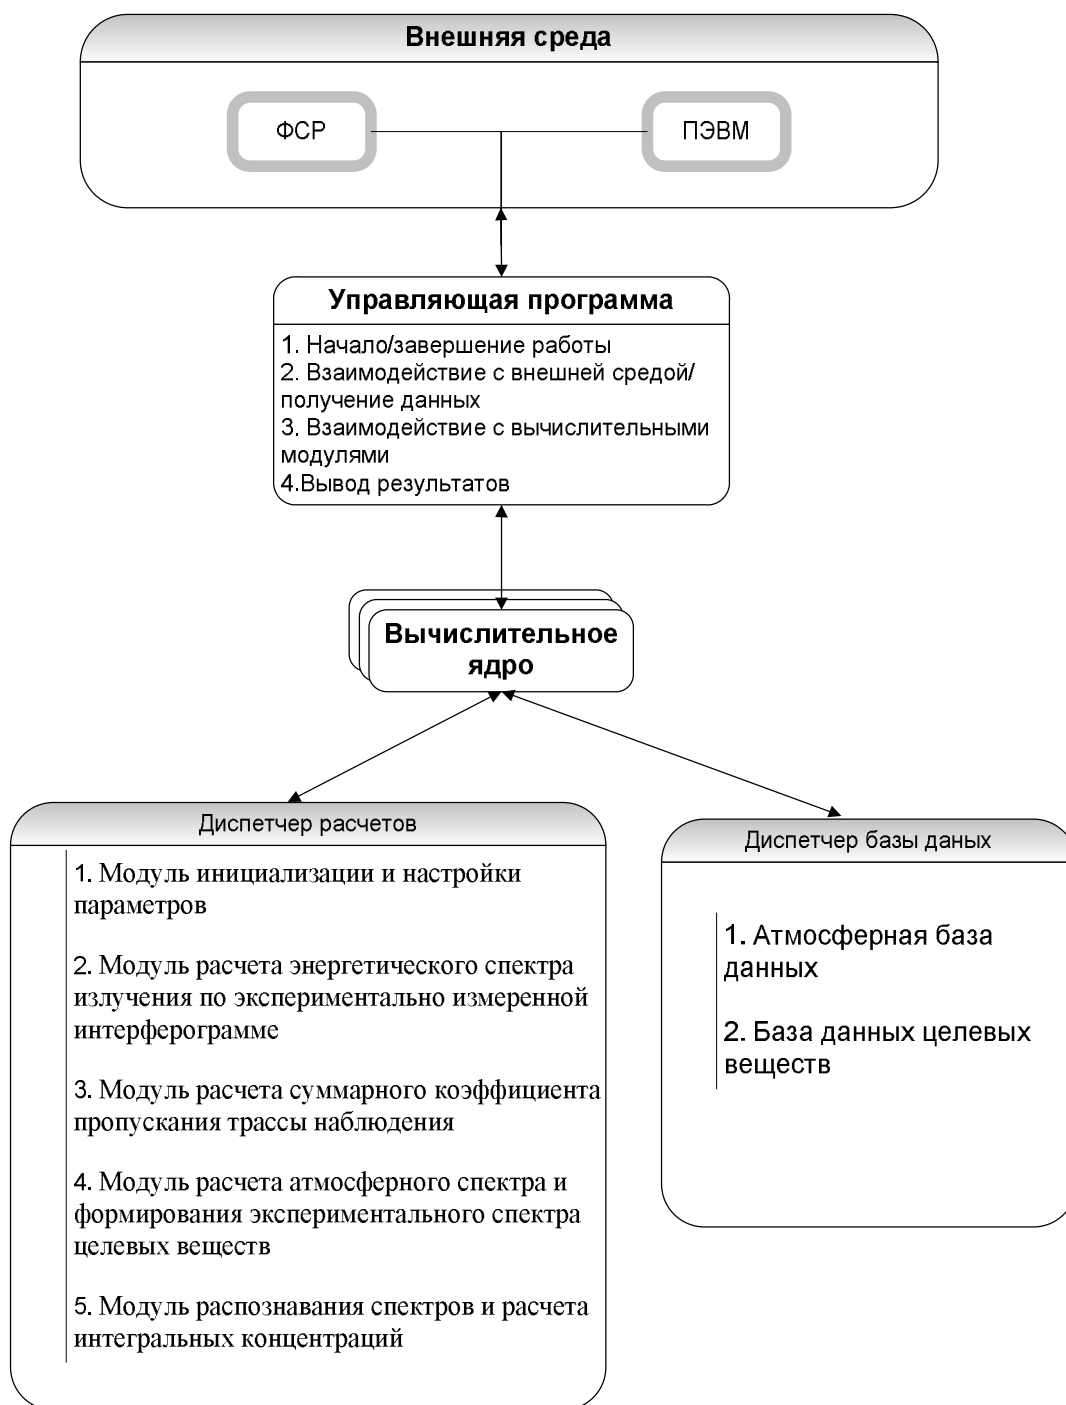 Внешняя среда
ФСР
ПЭВМ
Управляющая программа
1. Начало/завершение работы
2. Взаимодействие с внешней средой/
получение данных
3. Взаимодействие с вычислительными
модулями
4.Вывод результатов
Вычислительное
ядро
Диспетчер расчетов
1. Модуль инициализации и настройки
параметров
2. Модуль расчета энергетического спектра
излучения по экспериментально измеренной
интерферограмме
3. Модуль расчета суммарного коэффициента
пропускания трассы наблюдения
4. Модуль расчета атмосферного спектра и
формирования экспериментального спектра
целевых веществ
5. Модуль распознавания спектров и расчета
интегральных концентраций
Диспетчер базы даных
1. Атмосферная база
данных
2. База данных целевых
веществ